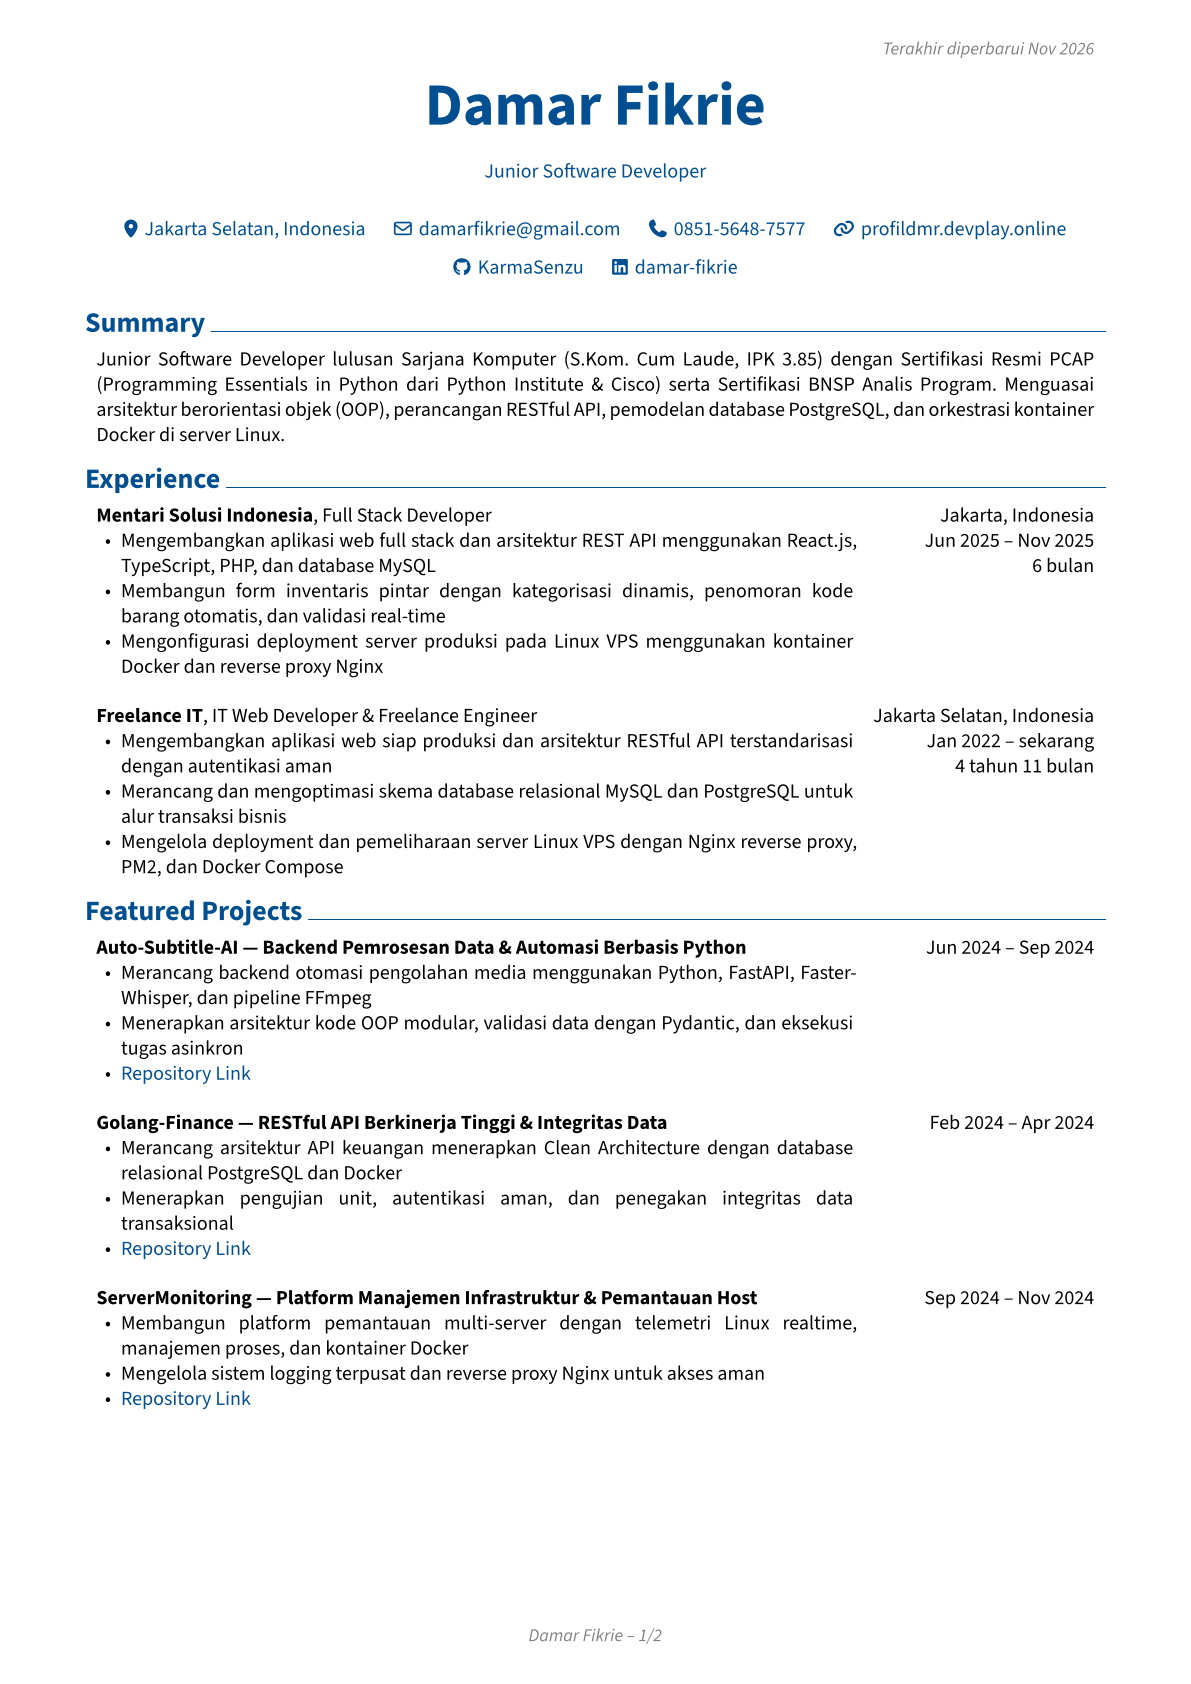 Terakhir diperbarui Nov 2026
Damar Fikrie
Junior Software Developer
Jakarta Selatan, Indonesia damarfikrie@gmail.com 0851-5648-7577 profildmr.devplay.online
KarmaSenzu damar-fikrie
Summary
Junior Software Developer lulusan Sarjana Komputer (S.Kom. Cum Laude, IPK 3.85) dengan Sertifikasi Resmi PCAP
(Programming Essentials in Python dari Python Institute & Cisco) serta Sertifikasi BNSP Analis Program. Menguasai
arsitektur berorientasi objek (OOP), perancangan RESTful API, pemodelan database PostgreSQL, dan orkestrasi kontainer
Docker di server Linux.
Experience
Mentari Solusi Indonesia, Full Stack Developer Jakarta, Indonesia
• Mengembangkan aplikasi web full stack dan arsitektur REST API menggunakan React.js, Jun 2025 – Nov 2025
TypeScript, PHP, dan database MySQL 6 bulan
• Membangun form inventaris pintar dengan kategorisasi dinamis, penomoran kode
barang otomatis, dan validasi real-time
• Mengonfigurasi deployment server produksi pada Linux VPS menggunakan kontainer
Docker dan reverse proxy Nginx
Freelance IT, IT Web Developer & Freelance Engineer Jakarta Selatan, Indonesia
• Mengembangkan aplikasi web siap produksi dan arsitektur RESTful API terstandarisasi Jan 2022 – sekarang
dengan autentikasi aman 4 tahun 11 bulan
• Merancang dan mengoptimasi skema database relasional MySQL dan PostgreSQL untuk
alur transaksi bisnis
• Mengelola deployment dan pemeliharaan server Linux VPS dengan Nginx reverse proxy,
PM2, dan Docker Compose
Featured Projects
Auto-Subtitle-AI — Backend Pemrosesan Data & Automasi Berbasis Python Jun 2024 – Sep 2024
• Merancang backend otomasi pengolahan media menggunakan Python, FastAPI, Faster-
Whisper, dan pipeline FFmpeg
• Menerapkan arsitektur kode OOP modular, validasi data dengan Pydantic, dan eksekusi
tugas asinkron
• Repository Link
Golang-Finance — RESTful API Berkinerja Tinggi & Integritas Data Feb 2024 – Apr 2024
• Merancang arsitektur API keuangan menerapkan Clean Architecture dengan database
relasional PostgreSQL dan Docker
• Menerapkan pengujian unit, autentikasi aman, dan penegakan integritas data
transaksional
• Repository Link
ServerMonitoring — Platform Manajemen Infrastruktur & Pemantauan Host Sep 2024 – Nov 2024
• Membangun platform pemantauan multi-server dengan telemetri Linux realtime,
manajemen proses, dan kontainer Docker
• Mengelola sistem logging terpusat dan reverse proxy Nginx untuk akses aman
• Repository Link
Damar Fikrie – 1/2